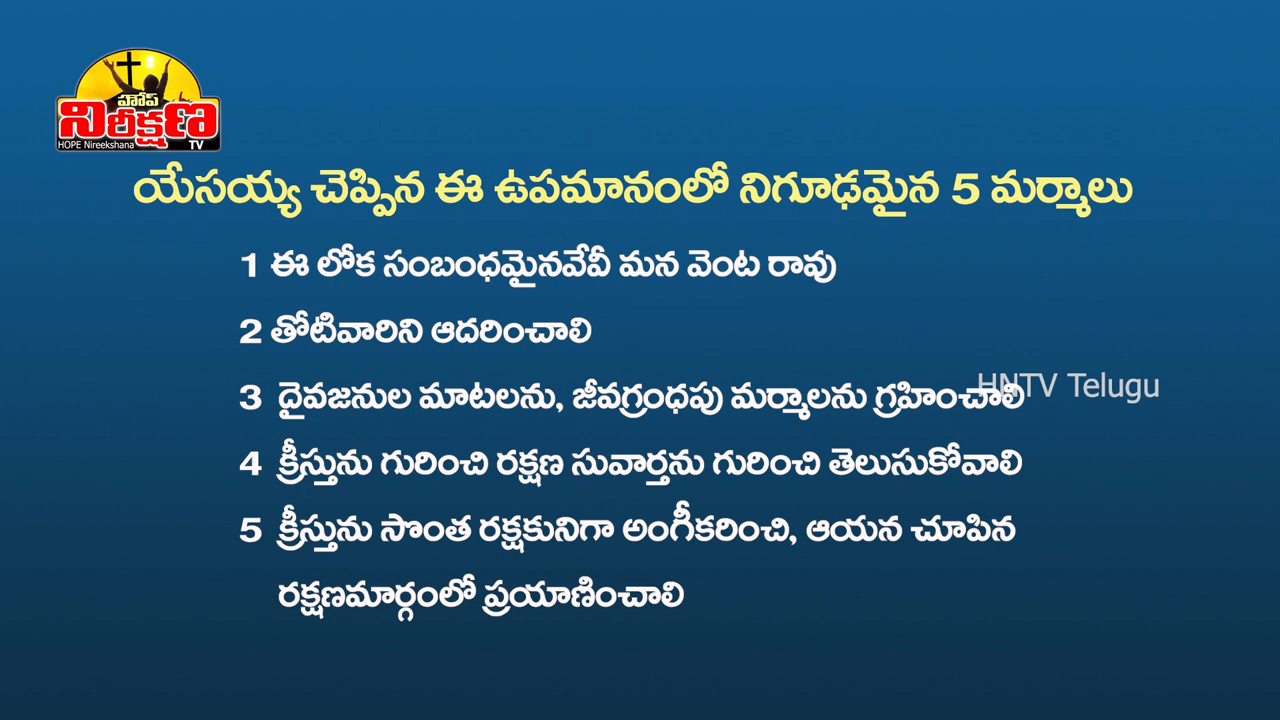 హోప్
నిరీక్షణ
HOPE Nireekshana TV
యేసయ్య చెప్పిన ఈ ఉపమానంలో నిగూఢమైన 5 మర్మాలు
1 ఈ లోక సంబంధమైనవేవీ మన వెంట రావు
2 తోటివారిని ఆదరించాలి
3 దైవజనుల మాటలను, జీవగ్రంధపు మర్మాలను గ్రహించాలి
HNTV Telugu
4 క్రీస్తును గురించి రక్షణ సువార్తను గురించి తెలుసుకోవాలి
5 క్రీస్తును సొంత రక్షకునిగా అంగీకరించి, ఆయన చూపిన
రక్షణమార్గంలో ప్రయాణించాలి